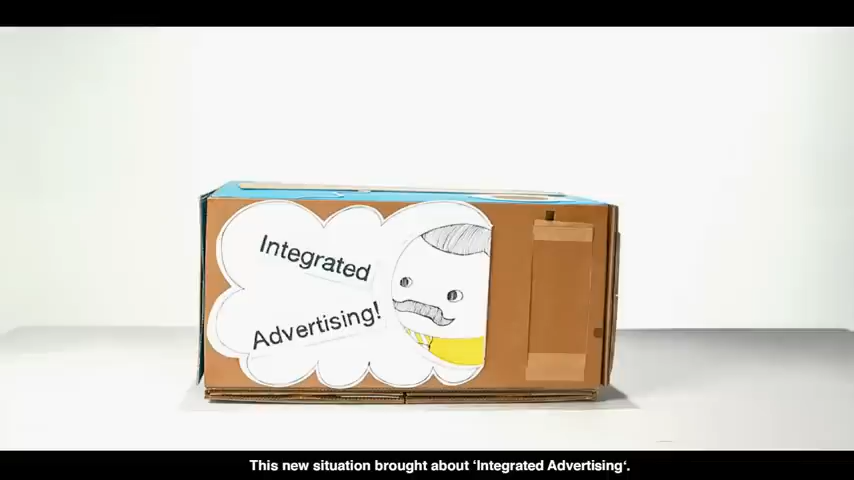 Integrated
Advertising!
This new situation brought about ‘Integrated Advertising‘.